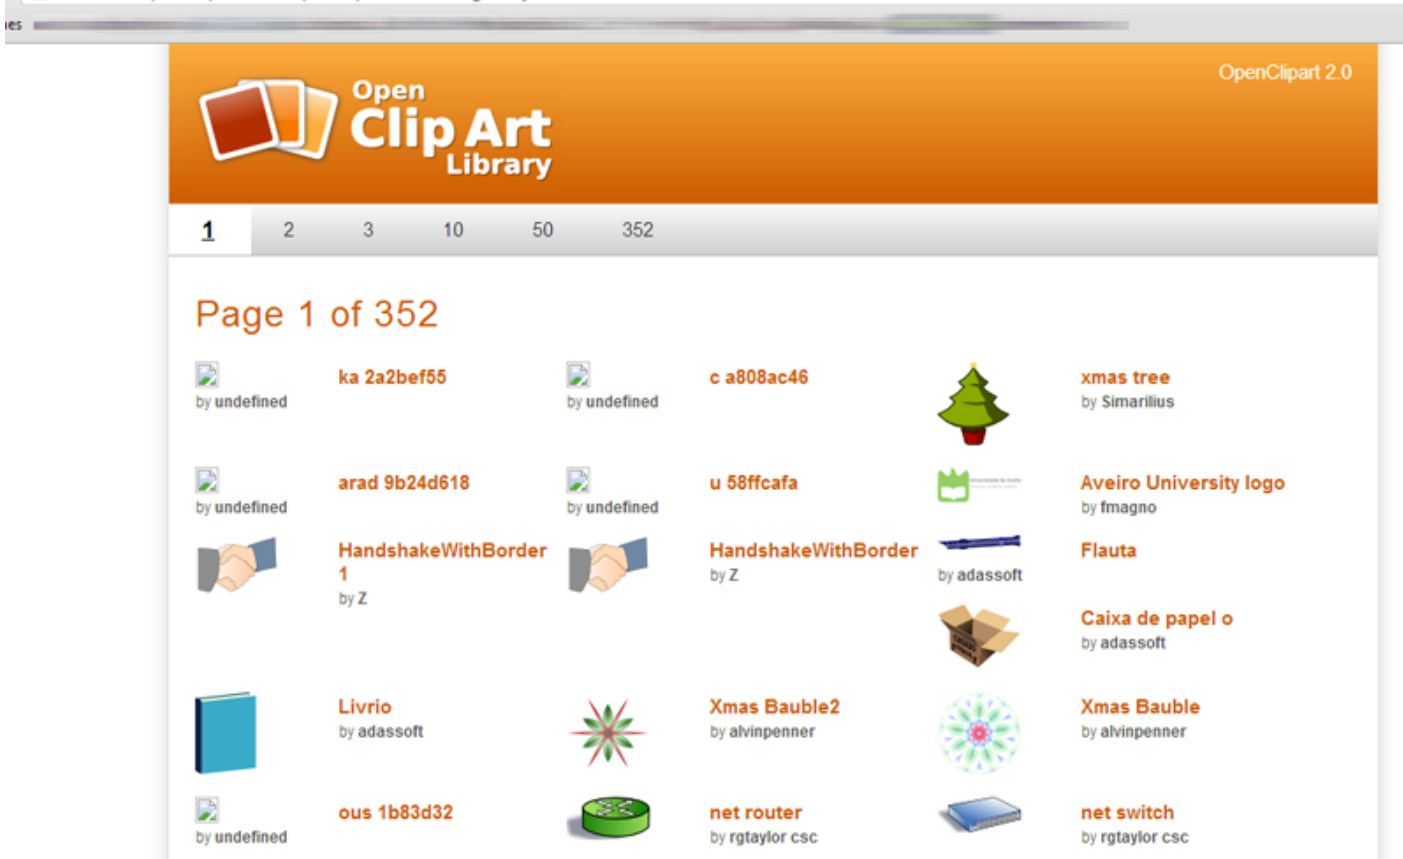 es
OpenClipart 2.0
Open
Clip Art
Library
1 2 3 10 50 352
Page 1 of 352
ka 2a2bef55
by undefined
c a808ac46
by undefined
xmas tree
by Simarilius
arad 9b24d618
by undefined
u 58ffcafa
by undefined
Aveiro University logo
by fmagno
HandshakeWithBorder
1
by Z
HandshakeWithBorder
by Z
Flauta
by adassoft
Caixa de papel o
by adassoft
Livrio
by adassoft
Xmas Bauble2
by alvinpenner
Xmas Bauble
by alvinpenner
ous 1b83d32
by undefined
net router
by rgtaylor csc
net switch
by rgtaylor csc